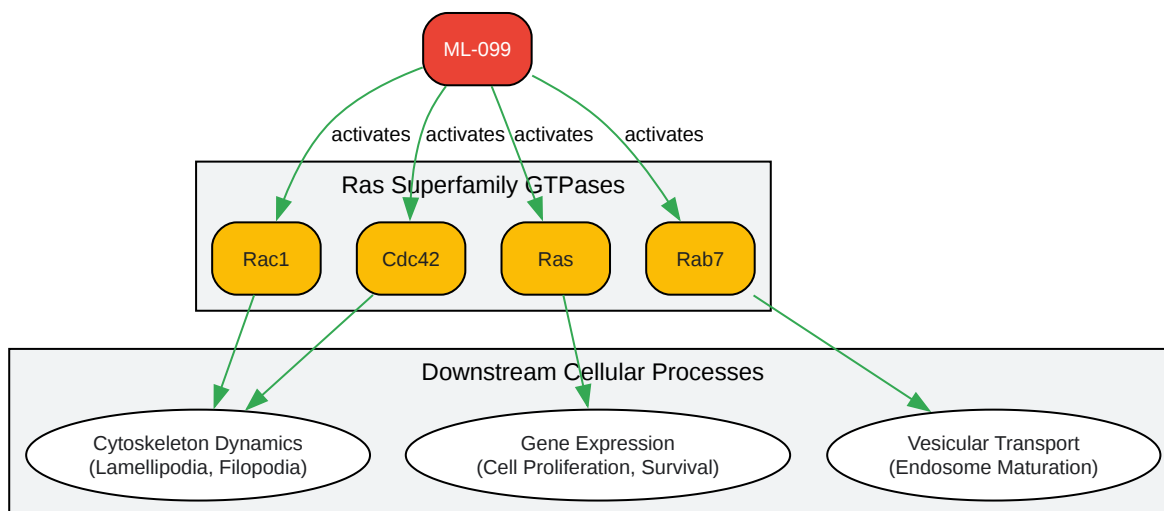 ML-099
activates
activates
activates
activates
Ras Superfamily GTPases
Rac1
Cdc42
Ras
Rab7
Downstream Cellular Processes
Cytoskeleton Dynamics
(Lamellipodia, Filopodia)
Gene Expression
(Cell Proliferation, Survival)
Vesicular Transport
(Endosome Maturation)